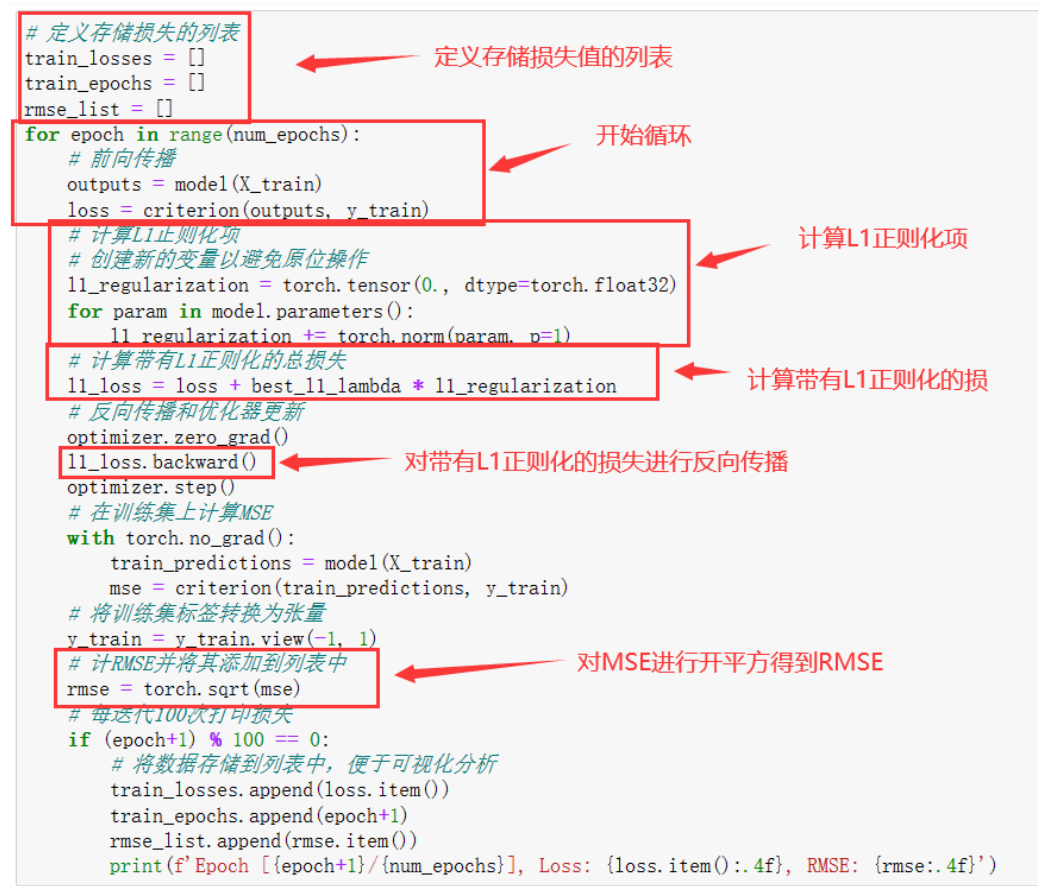 # 定义存储损失的列表
train_losses = []
定义存储损失值的列表
train_epochs = []
rmse_list = []
for epoch in range(num_epochs):
开始循环
# 前向传播
outputs = model(X_train)
loss = criterion(outputs, y_train)
# 计算L1正则化项
计算L1正则化项
# 创建新的变量以避免原位操作
l1_regularization = torch.tensor(0., dtype=torch.float32)
for param in model.parameters():
l1_regularization += torch.norm(param, p=1)
# 计算带有L1正则化的总损失
l1_loss = loss + best_l1_lambda * l1_regularization
计算带有L1正则化的损
# 反向传播和优化器更新
optimizer.zero_grad()
l1_loss.backward()
对带有L1正则化的损失进行反向传播
optimizer.step()
# 在训练集上计算MSE
with torch.no_grad():
train_predictions = model(X_train)
mse = criterion(train_predictions, y_train)
# 将训练集标签转换为张量
y_train = y_train.view(-1, 1)
# 计RMSE并将其添加到列表中
对MSE进行开平方得到RMSE
rmse = torch.sqrt(mse)
# 每迭代100次打印损失
if (epoch+1) % 100 == 0:
# 将数据存储到列表中，便于可视化分析
train_losses.append(loss.item())
train_epochs.append(epoch+1)
rmse_list.append(rmse.item())
print(f'Epoch [{epoch+1}/{num_epochs}], Loss: {loss.item():.4f}, RMSE: {rmse:.4f}')